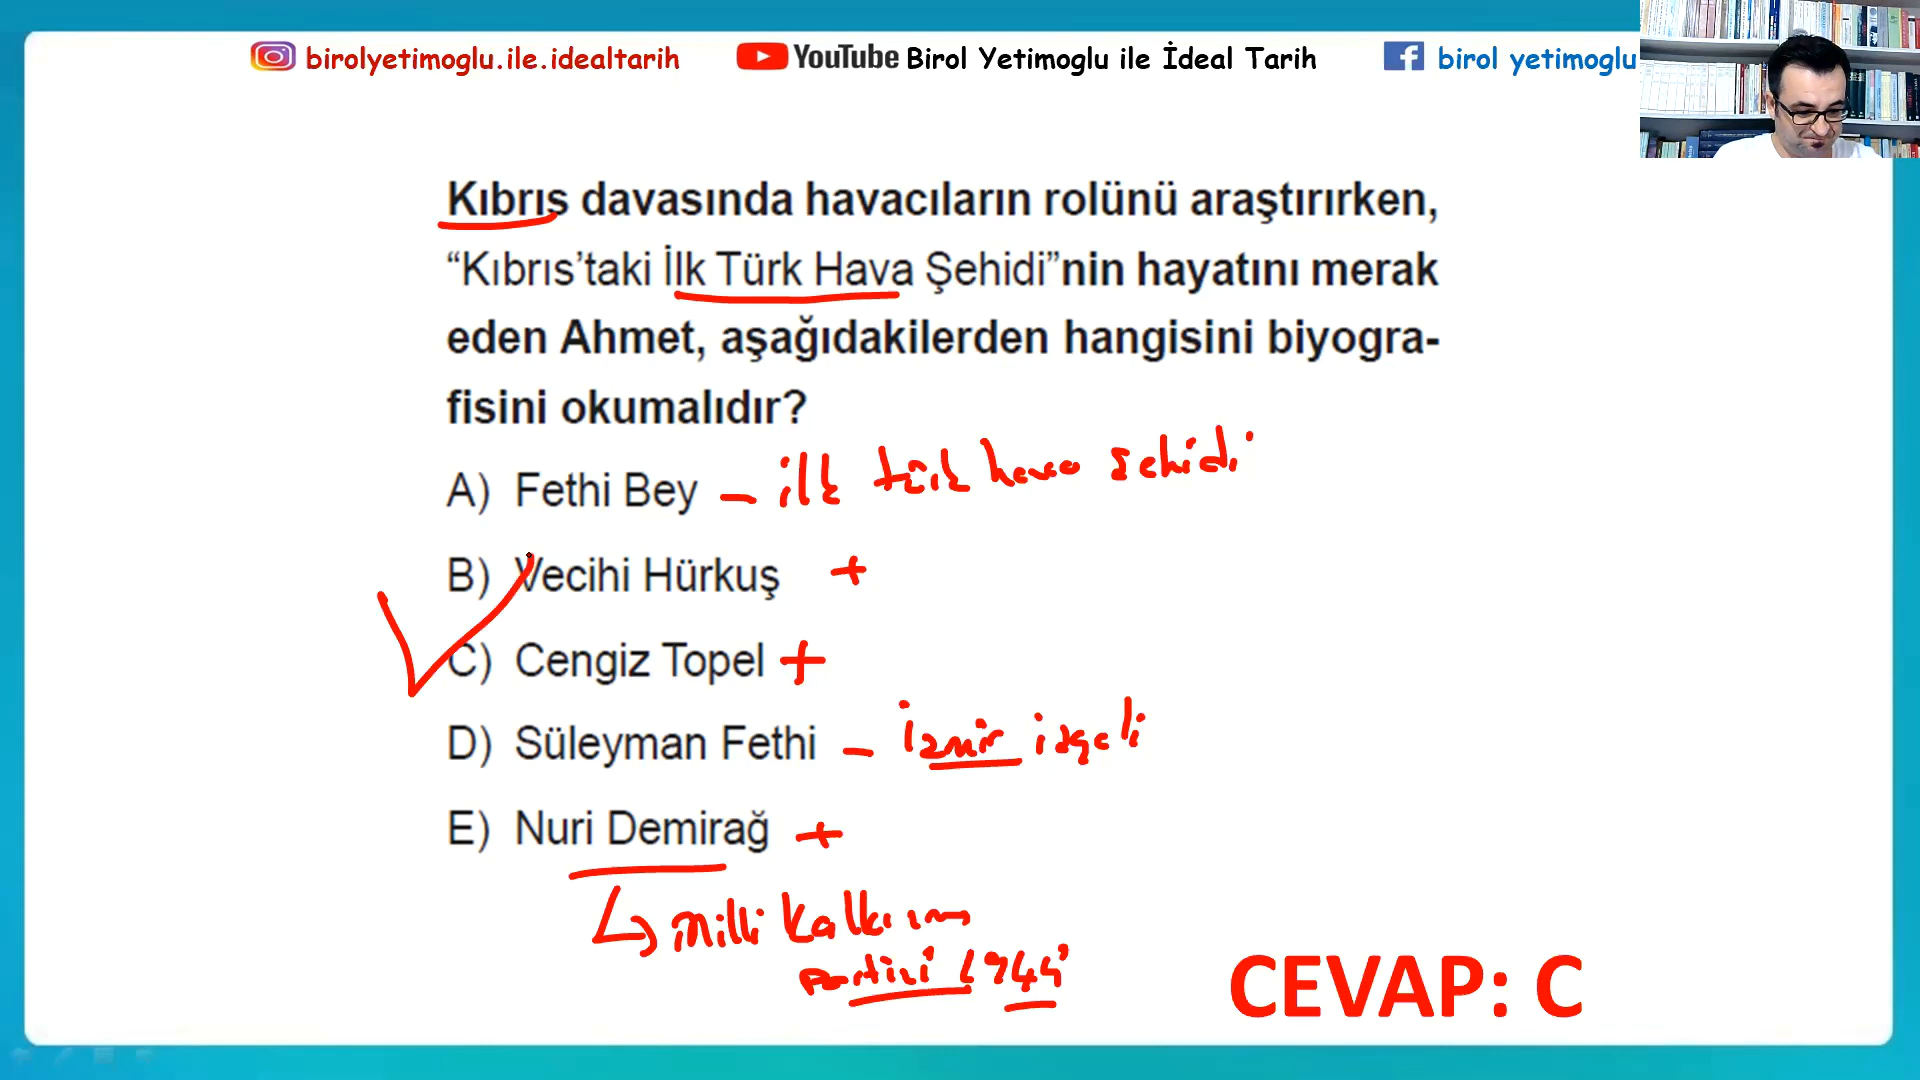 birolyetimoglu.ile.idealtarih YouTube Birol Yetimoglu ile İdeal Tarih birol yetimoglu
Kıbrıs davasında havacıların rolünü araştırırken,
“Kıbrıs’taki İlk Türk Hava Şehidi”nin hayatını merak
eden Ahmet, aşağıdakilerden hangisini biyogra-
fisini okumalıdır?
A) Fethi Bey – ilk türk hava şehidi
B) Vecihi Hürkuş +
C) Cengiz Topel +
D) Süleyman Fethi – İzmir işgali
E) Nuri Demirağ +
milli kalkınma
partisi
CEVAP: C